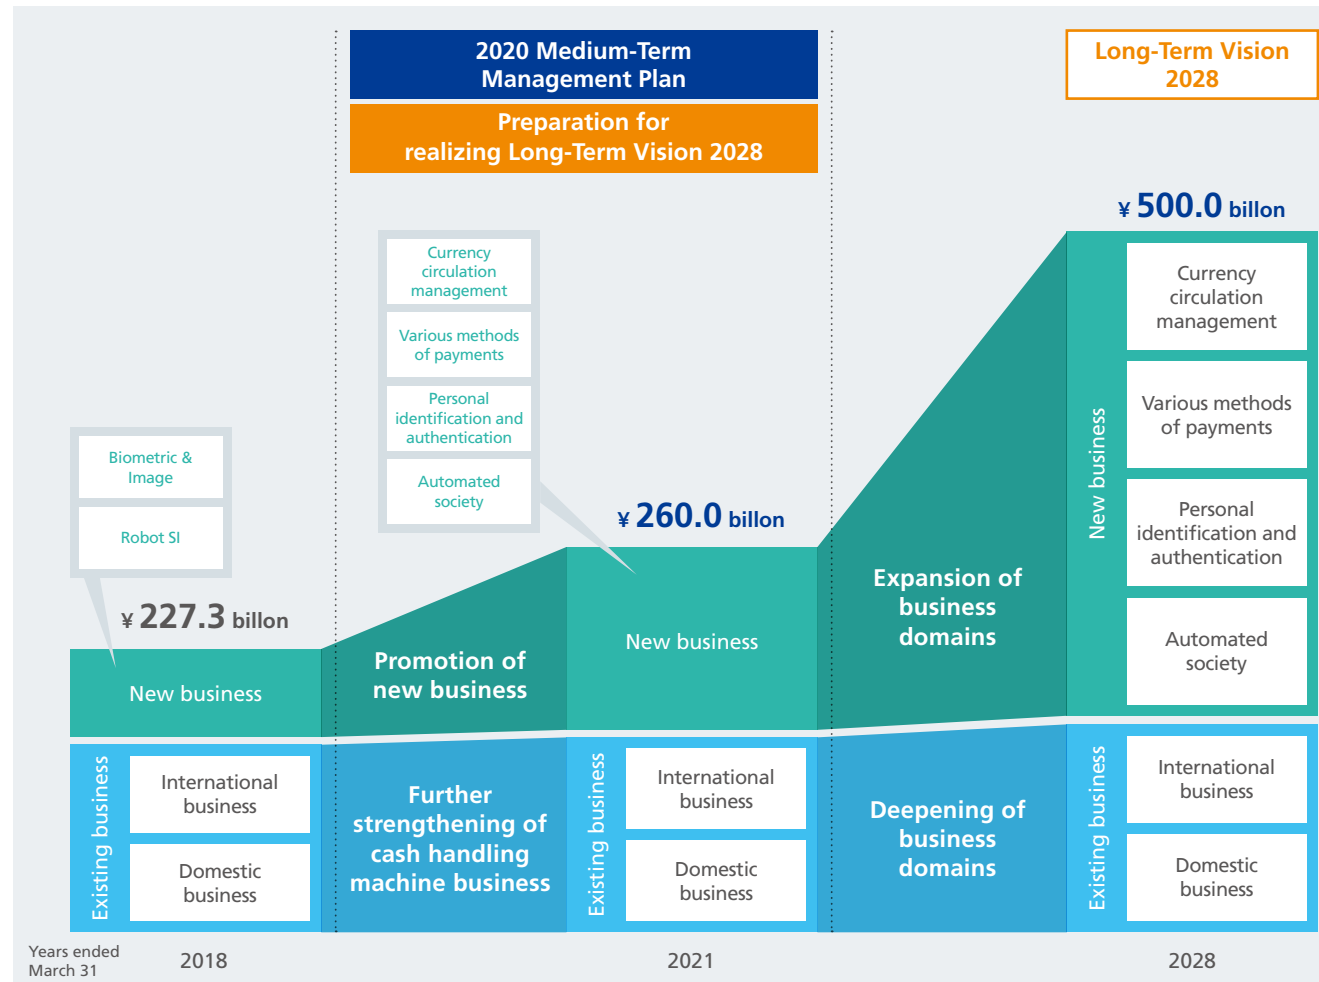 2020 Medium-Term
Management Plan
Preparation for
realizing Long-Term Vision 2028
Long-Term Vision
2028
¥ 500.0 billon
Currency
circulation
management
Various methods
of payments
Personal
identification and
authentication
Automated
society
Biometric &
Image
Robot SI
¥ 227.3 billon
¥ 260.0 billon
New business
Promotion of
new business
New business
Expansion of
business
domains
New business
Currency
circulation
management
Various methods
of payments
Personal
identification and
authentication
Automated
society
Existing business
International
business
Domestic
business
Further
strengthening of
cash handling
machine business
Existing business
International
business
Domestic
business
Deepening of
business
domains
Existing business
International
business
Domestic
business
Years ended
March 31
2018
2021
2028